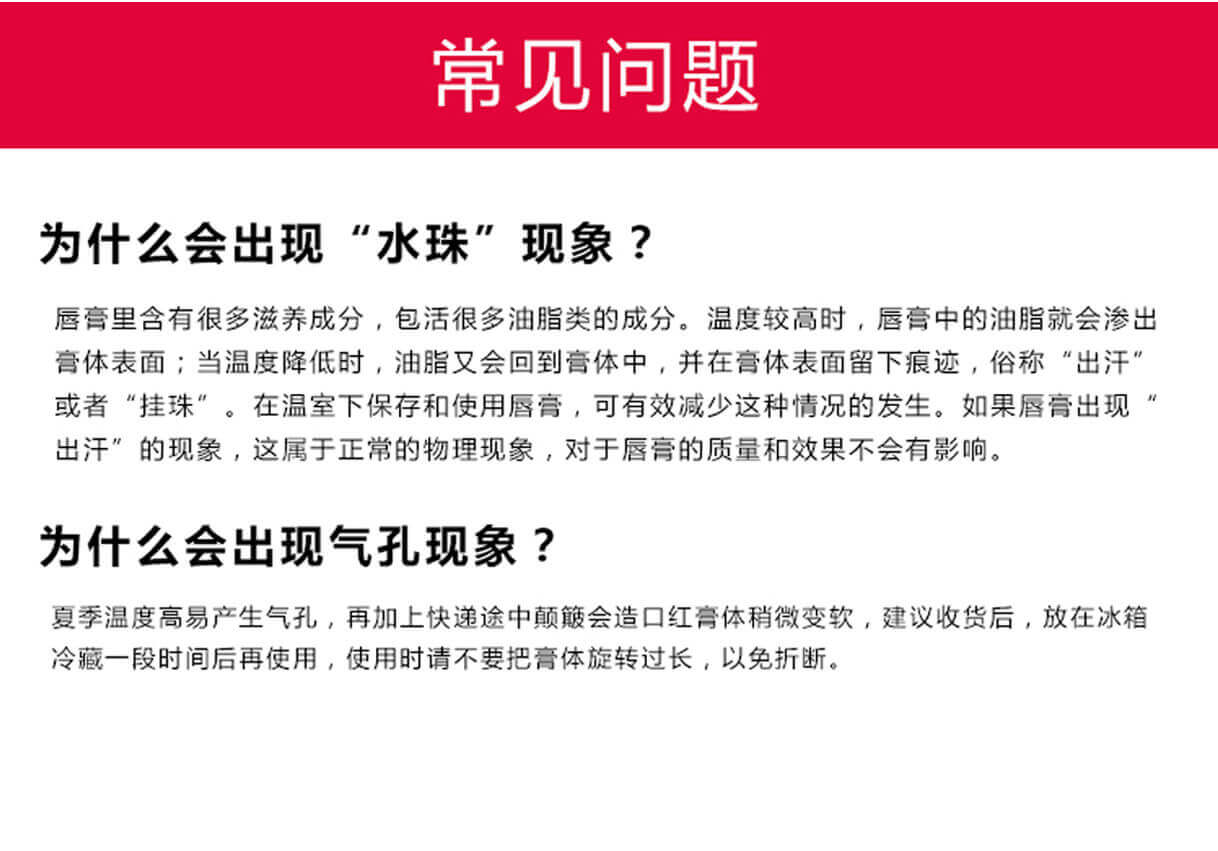 常见问题
为什么会出现“水珠”现象？
唇膏里含有很多滋养成分，包活很多油脂类的成分。温度较高时，唇膏中的油脂就会渗出
膏体表面；当温度降低时，油脂又会回到膏体中，并在膏体表面留下痕迹，俗称“出汗”
或者“挂珠”。在温室下保存和使用唇膏，可有效减少这种情况的发生。如果唇膏出现“
出汗”的现象，这属于正常的物理现象，对于唇膏的质量和效果不会有影响。
为什么会出现气孔现象？
夏季温度高易产生气孔，再加上快递途中颠簸会造口红膏体稍微变软，建议收货后，放在冰箱
冷藏一段时间后再使用，使用时请不要把膏体旋转过长，以免折断。